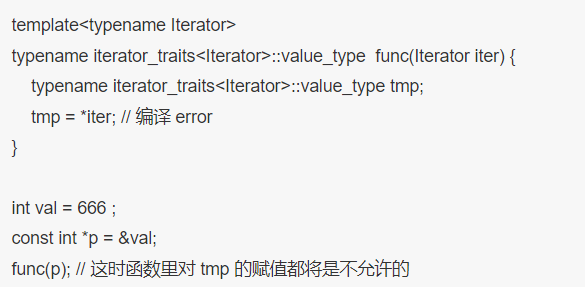 template<typename Iterator>
typename iterator_traits<Iterator>::value_type  func(Iterator iter) {
    typename iterator_traits<Iterator>::value_type tmp;
    tmp = *iter; // 编译 error
}
int val = 666 ;
const int *p = &val;
func(p); // 这时函数里对 tmp 的赋值都将是不允许的